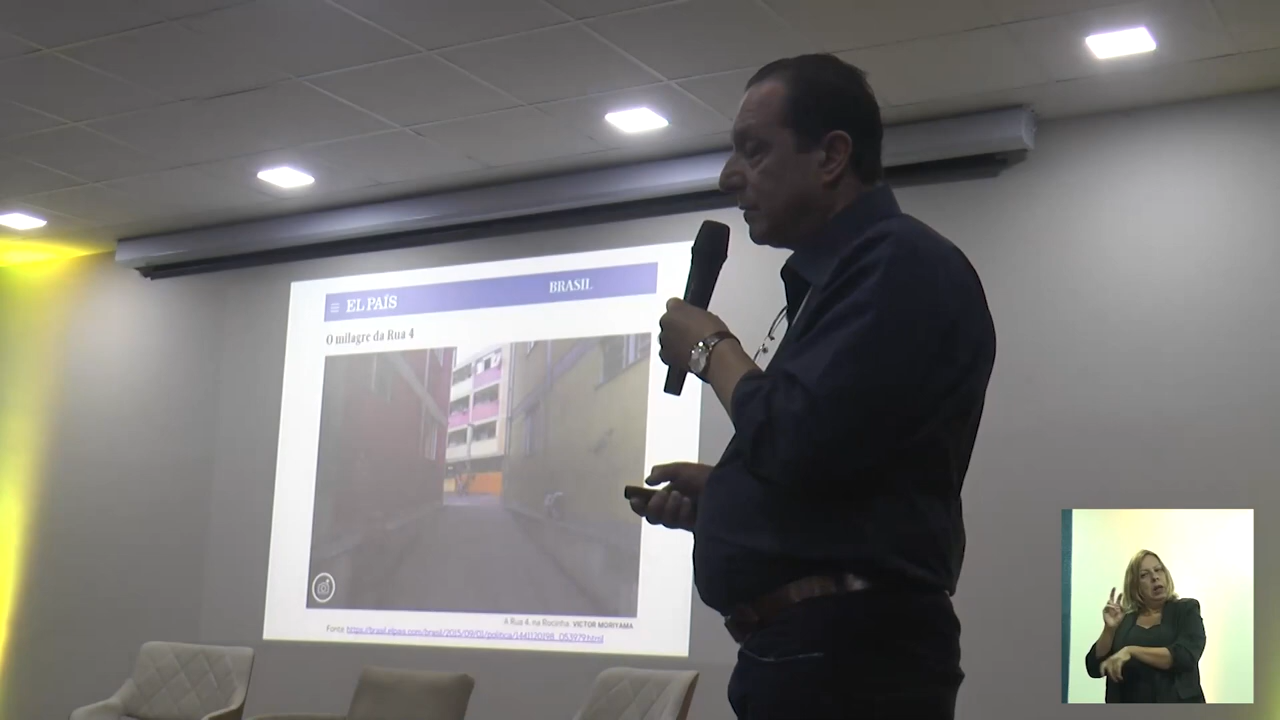 EL PAÍS
BRASIL
O milagre da Rua 4
A Rua 4, na Rocinha. VICTOR MORIYAMA
Fonte: https://brasil.elpais.com/brasil/2015/09/01/politica/1441120198_053979.html